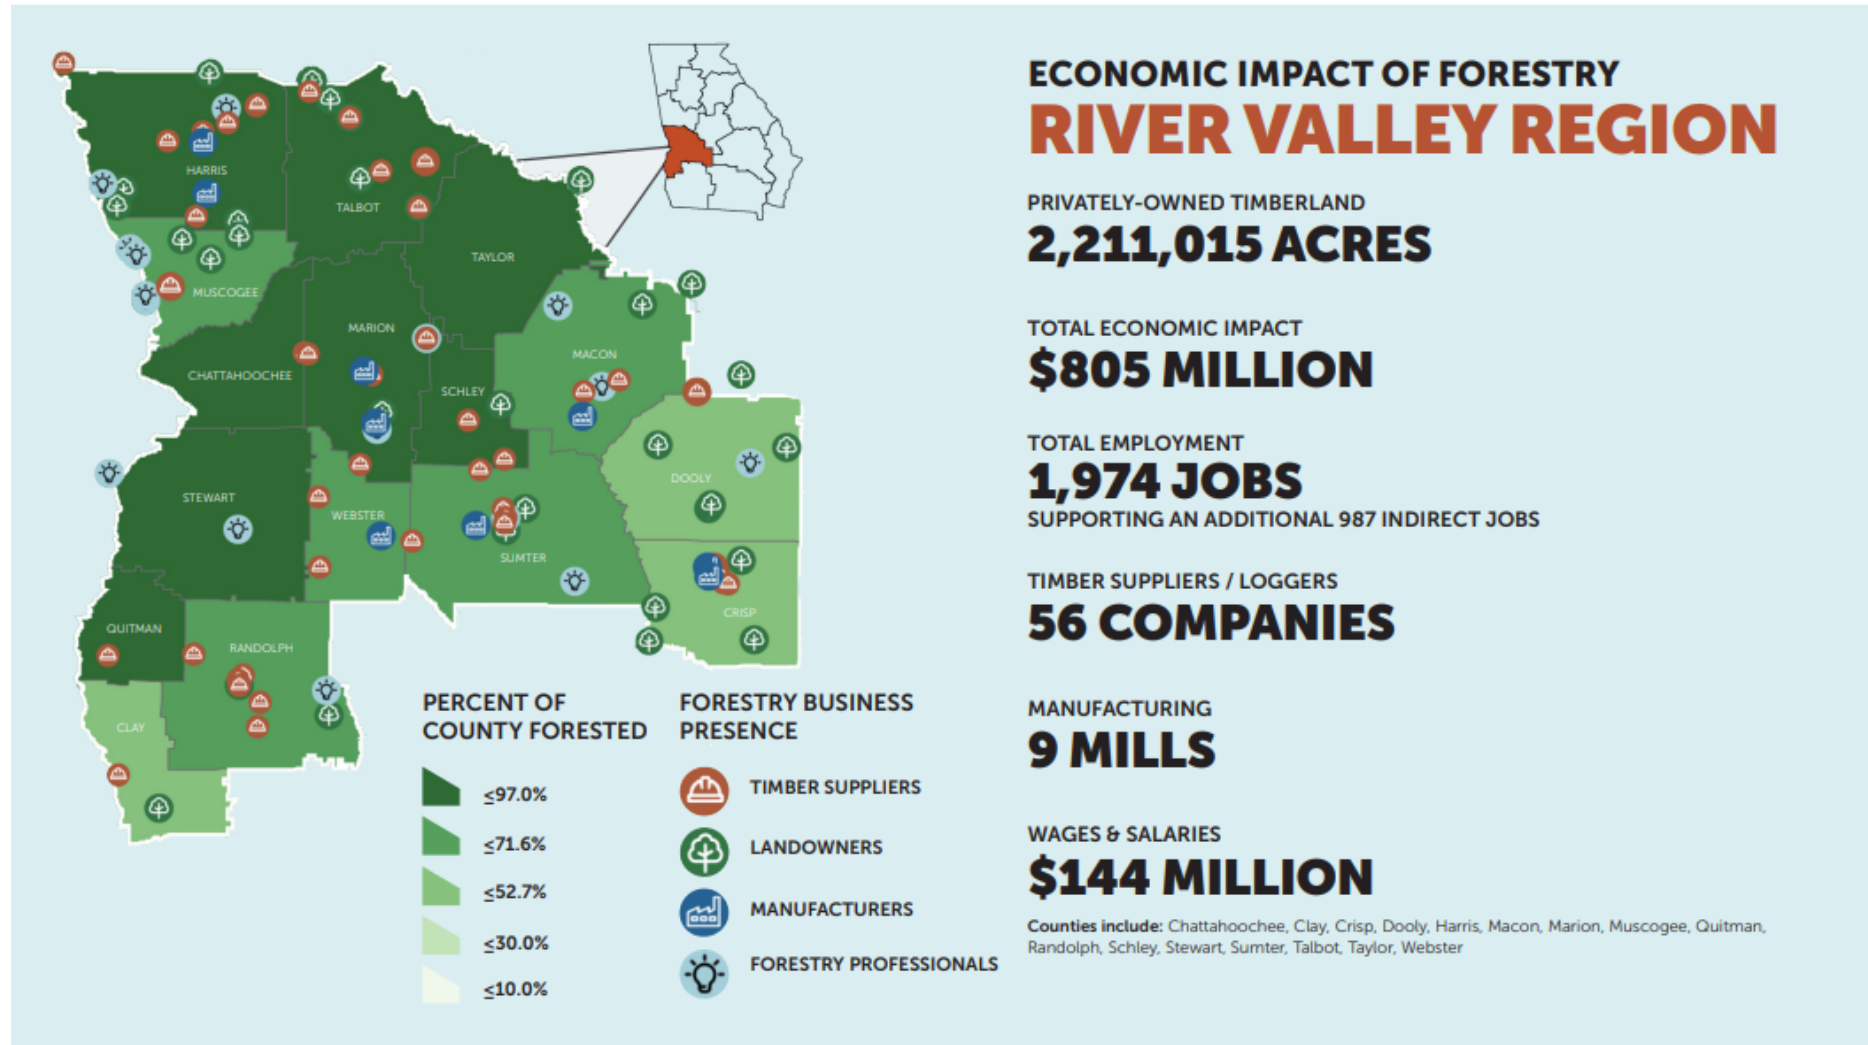 ECONOMIC IMPACT OF FORESTRY
RIVER VALLEY REGION
PRIVATELY-OWNED TIMBERLAND
2,211,015 ACRES
TOTAL ECONOMIC IMPACT
$805 MILLION
TOTAL EMPLOYMENT
1,974 JOBS
SUPPORTING AN ADDITIONAL 987 INDIRECT JOBS
TIMBER SUPPLIERS / LOGGERS
56 COMPANIES
MANUFACTURING
9 MILLS
WAGES & SALARIES
$144 MILLION
Counties include: Chattahoochee, Clay, Crisp, Dooly, Harris, Macon, Marion, Muscogee, Quitman,
Randolph, Schley, Stewart, Sumter, Talbot, Taylor, Webster
HARRIS
TALBOT
TAYLOR
MUSCOGEE
MARION
MACON
CHATTAHOOCHEE
SCHLEY
DOOLY
STEWART
WEBSTER
SUMTER
CRISP
QUITMAN
RANDOLPH
CLAY
PERCENT OF
COUNTY FORESTED
≤97.0%
≤71.6%
≤52.7%
≤30.0%
≤10.0%
FORESTRY BUSINESS
PRESENCE
TIMBER SUPPLIERS
LANDOWNERS
MANUFACTURERS
FORESTRY PROFESSIONALS